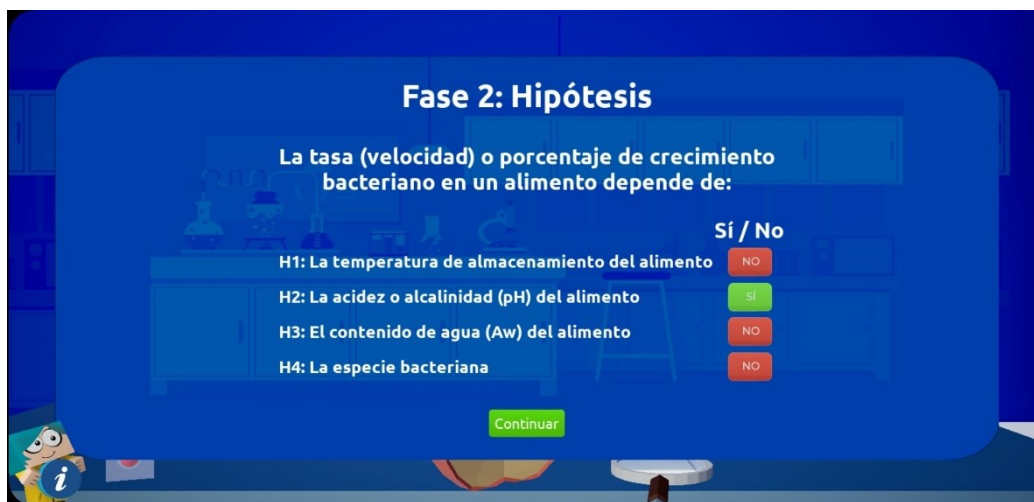 Fase 2: Hipótesis
La tasa (velocidad) o porcentaje de crecimiento
bacteriano en un alimento depende de:
Sí / No
H1: La temperatura de almacenamiento del alimento NO
H2: La acidez o alcalinidad (pH) del alimento SÍ
H3: El contenido de agua (Aw) del alimento NO
H4: La especie bacteriana NO
Continuar
i